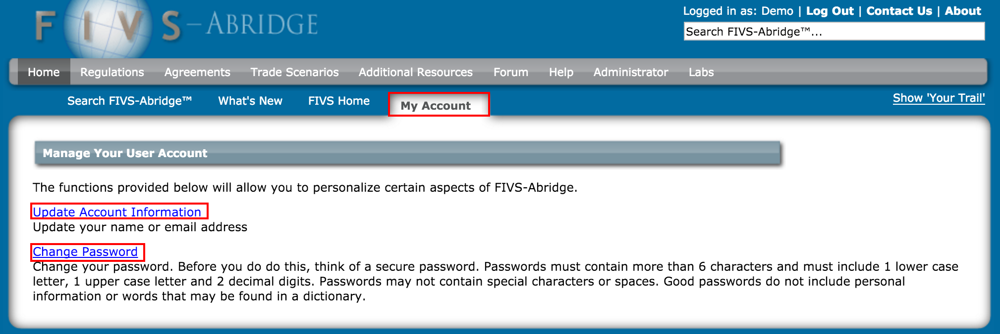 FIVS-ABRIDGE
Logged in as: Demo | Log Out | Contact Us | About
Search FIVS-Abridge™...
Home Regulations Agreements Trade Scenarios Additional Resources Forum Help Administrator Labs
Search FIVS-Abridge™ What's New FIVS Home My Account Show 'Your Trail'
Manage Your User Account
The functions provided below will allow you to personalize certain aspects of FIVS-Abridge.
Update Account Information
Update your name or email address
Change Password
Change your password. Before you do do this, think of a secure password. Passwords must contain more than 6 characters and must include 1 lower case
letter, 1 upper case letter and 2 decimal digits. Passwords may not contain special characters or spaces. Good passwords do not include personal
information or words that may be found in a dictionary.